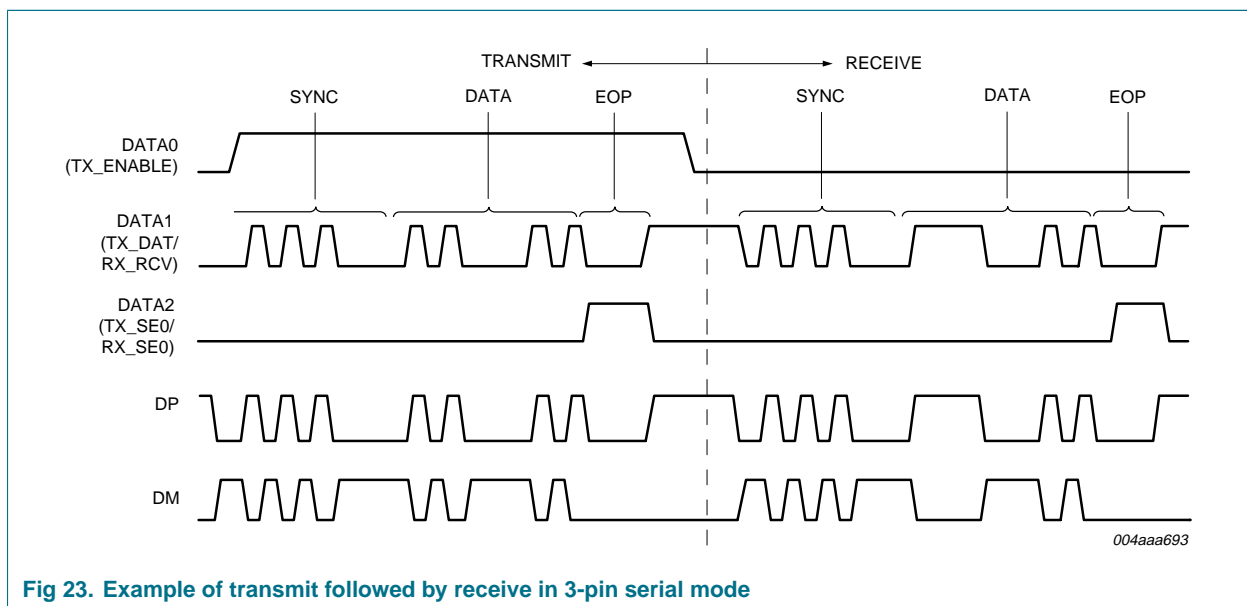 TRANSMIT
RECEIVE
SYNC
DATA
EOP
SYNC
DATA
EOP
DATA0
(TX_ENABLE)
DATA1
(TX_DAT/
RX_RCV)
DATA2
(TX_SE0/
RX_SE0)
DP
DM
004aaa693
Fig 23. Example of transmit followed by receive in 3-pin serial mode